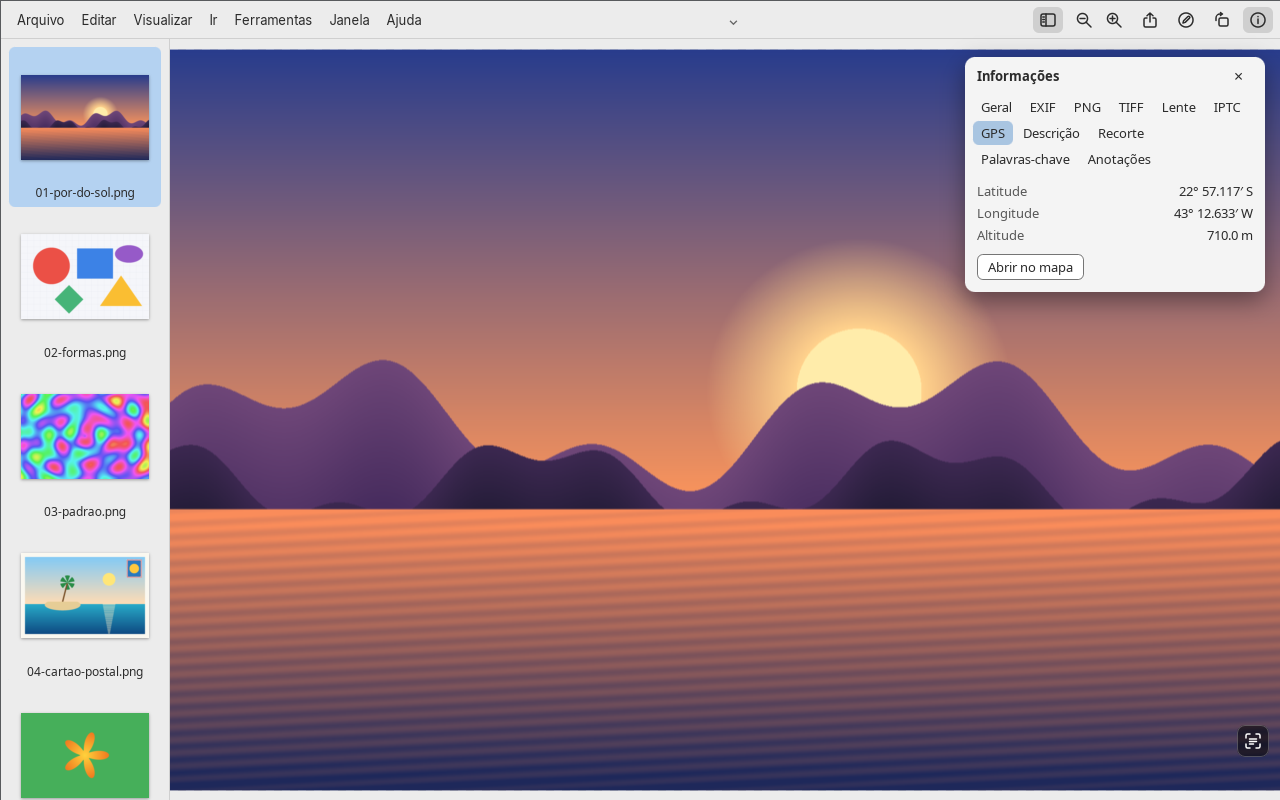 Arquivo Editar Visualizar Ir Ferramentas Janela Ajuda
01-por-do-sol.png
02-formas.png
03-padrao.png
04-cartao-postal.png
Informações
Geral EXIF PNG TIFF Lente IPTC
GPS Descrição Recorte
Palavras-chave Anotações
Latitude 22° 57.117′ S
Longitude 43° 12.633′ W
Altitude 710.0 m
Abrir no mapa